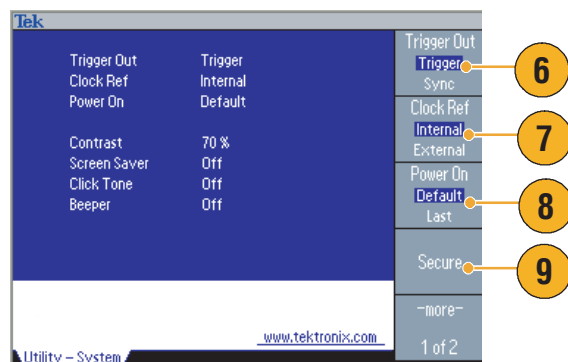 Tek
Trigger Out Trigger
Clock Ref Internal
Power On Default
Contrast 70 %
Screen Saver Off
Click Tone Off
Beeper Off
www.tektronix.com
Utility – System
Trigger Out
Trigger
Sync
Clock Ref
Internal
External
Power On
Default
Last
Secure
-more-
1 of 2
6
7
8
9